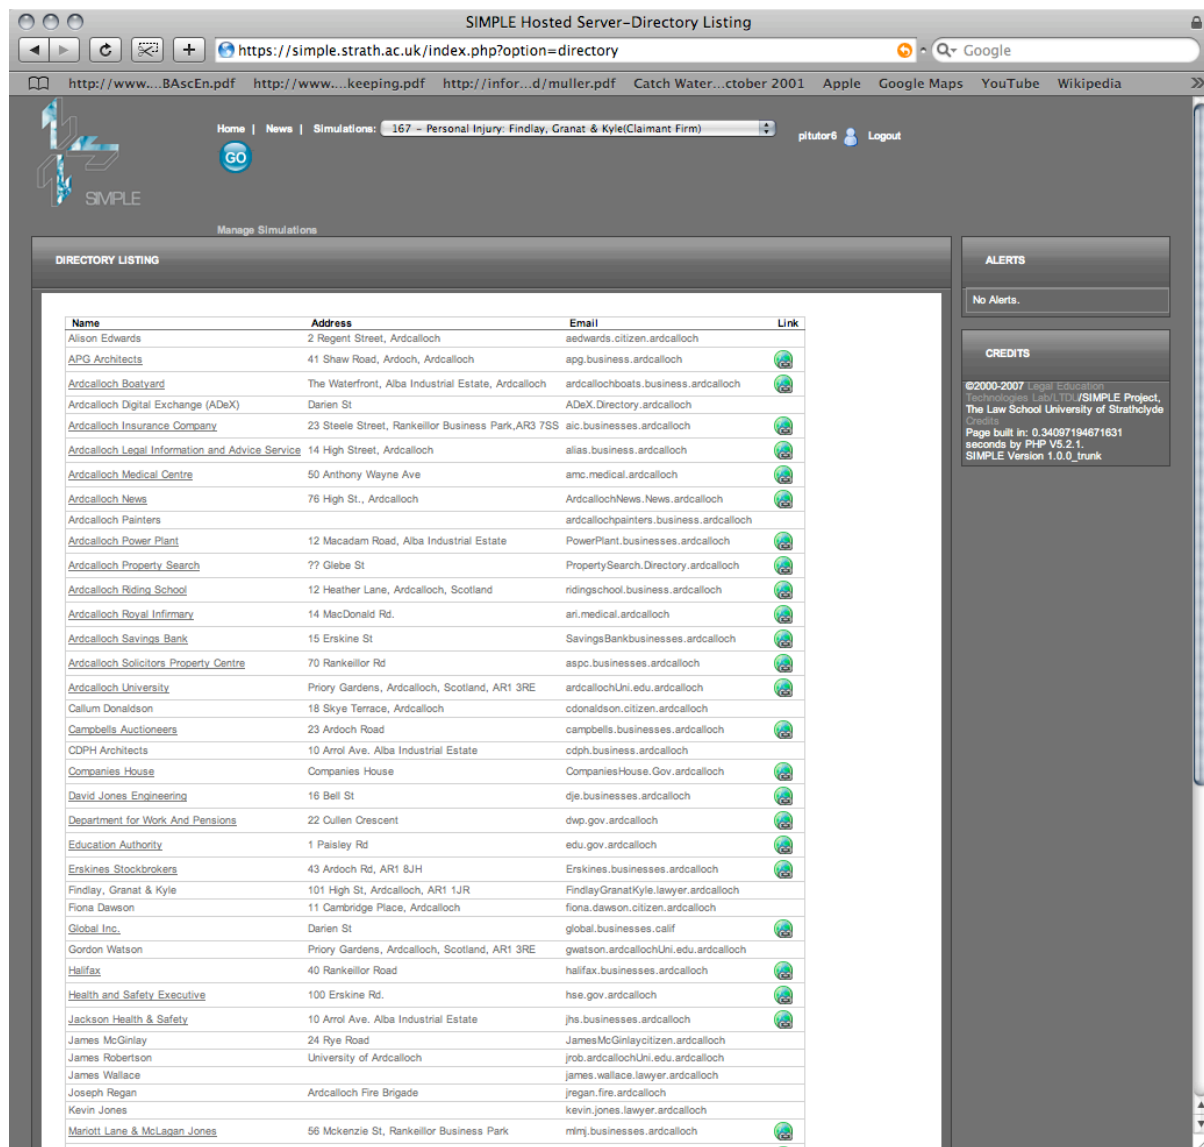 SIMPLE Hosted Server-Directory Listing
https://simple.strath.ac.uk/index.php?option=directory
Google
http://www....BAscEn.pdf http://www....keeping.pdf http://infor...d/muller.pdf Catch Water...ctober 2001 Apple Google Maps YouTube Wikipedia
Home | News | Simulations: 167 - Personal Injury: Findlay, Granat & Kyle(Claimant Firm) pitutor6 Logout
GO
SIMPLE
Manage Simulations
DIRECTORY LISTING
Name Address Email Link
Alison Edwards 2 Regent Street, Ardcalloch aedwards.citizen.ardcalloch
APG Architects 41 Shaw Road, Ardoch, Ardcalloch apg.business.ardcalloch
Ardcalloch Boatyard The Waterfront, Alba Industrial Estate, Ardcalloch ardcallochboats.business.ardcalloch
Ardcalloch Digital Exchange (ADeX) Darien St ADeX.Directory.ardcalloch
Ardcalloch Insurance Company 23 Steele Street, Rankeillor Business Park,AR3 7SS aic.businesses.ardcalloch
Ardcalloch Legal Information and Advice Service 14 High Street, Ardcalloch alias.business.ardcalloch
Ardcalloch Medical Centre 50 Anthony Wayne Ave amc.medical.ardcalloch
Ardcalloch News 76 High St., Ardcalloch ArdcallochNews.News.ardcalloch
Ardcalloch Painters ardcallochpainters.business.ardcalloch
Ardcalloch Power Plant 12 Macadam Road, Alba Industrial Estate PowerPlant.businesses.ardcalloch
Ardcalloch Property Search ?? Glebe St PropertySearch.Directory.ardcalloch
Ardcalloch Riding School 12 Heather Lane, Ardcalloch, Scotland ridingschool.business.ardcalloch
Ardcalloch Royal Infirmary 14 MacDonald Rd. ari.medical.ardcalloch
Ardcalloch Savings Bank 15 Erskine St SavingsBankbusinesses.ardcalloch
Ardcalloch Solicitors Property Centre 70 Rankeillor Rd aspc.businesses.ardcalloch
Ardcalloch University Priory Gardens, Ardcalloch, Scotland, AR1 3RE ardcallochUni.edu.ardcalloch
Callum Donaldson 18 Skye Terrace, Ardcalloch cdonaldson.citizen.ardcalloch
Campbells Auctioneers 23 Ardoch Road campbells.businesses.ardcalloch
CDPH Architects 10 Arrol Ave. Alba Industrial Estate cdph.business.ardcalloch
Companies House Companies House CompaniesHouse.Gov.ardcalloch
David Jones Engineering 16 Bell St dje.businesses.ardcalloch
Department for Work And Pensions 22 Cullen Crescent dwp.gov.ardcalloch
Education Authority 1 Paisley Rd edu.gov.ardcalloch
Erskines Stockbrokers 43 Ardoch Rd, AR1 8JH Erskines.businesses.ardcalloch
Findlay, Granat & Kyle 101 High St, Ardcalloch, AR1 1JR FindlayGranatKyle.lawyer.ardcalloch
Fiona Dawson 11 Cambridge Place, Ardcalloch fiona.dawson.citizen.ardcalloch
Global Inc. Darien St global.businesses.calif
Gordon Watson Priory Gardens, Ardcalloch, Scotland, AR1 3RE gwatson.ardcallochUni.edu.ardcalloch
Halifax 40 Rankeillor Road halifax.businesses.ardcalloch
Health and Safety Executive 100 Erskine Rd. hse.gov.ardcalloch
Jackson Health & Safety 10 Arrol Ave. Alba Industrial Estate jhs.businesses.ardcalloch
James McGinlay 24 Rye Road JamesMcGinlaycitizen.ardcalloch
James Robertson University of Ardcalloch jrob.ardcallochUni.edu.ardcalloch
James Wallace james.wallace.lawyer.ardcalloch
Joseph Regan Ardcalloch Fire Brigade jregan.fire.ardcalloch
Kevin Jones kevin.jones.lawyer.ardcalloch
Mariott Lane & McLagan Jones 56 Mckenzie St, Rankeillor Business Park mlmj.businesses.ardcalloch
ALERTS
No Alerts.
CREDITS
©2000-2007 Legal Education
Technologies Lab/LTDU/SIMPLE Project,
The Law School University of Strathclyde
Credits
Page built in: 0.34097194671631
seconds by PHP V5.2.1.
SIMPLE Version 1.0.0_trunk